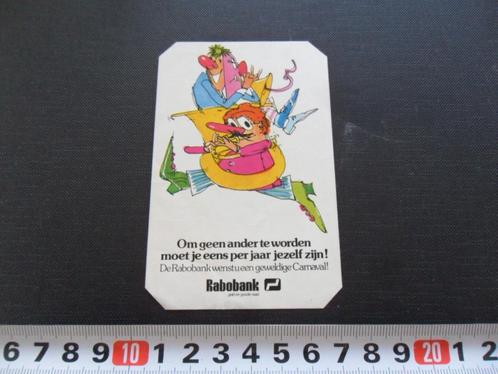 Om geen ander te worden
moet je eens per jaar jezelf zijn!
De Rabobank wenst u een geweldige Carnaval!
Rabobank
6 7 8 9 10 1 2 3 4 5 6 7 8 9 20 1 2